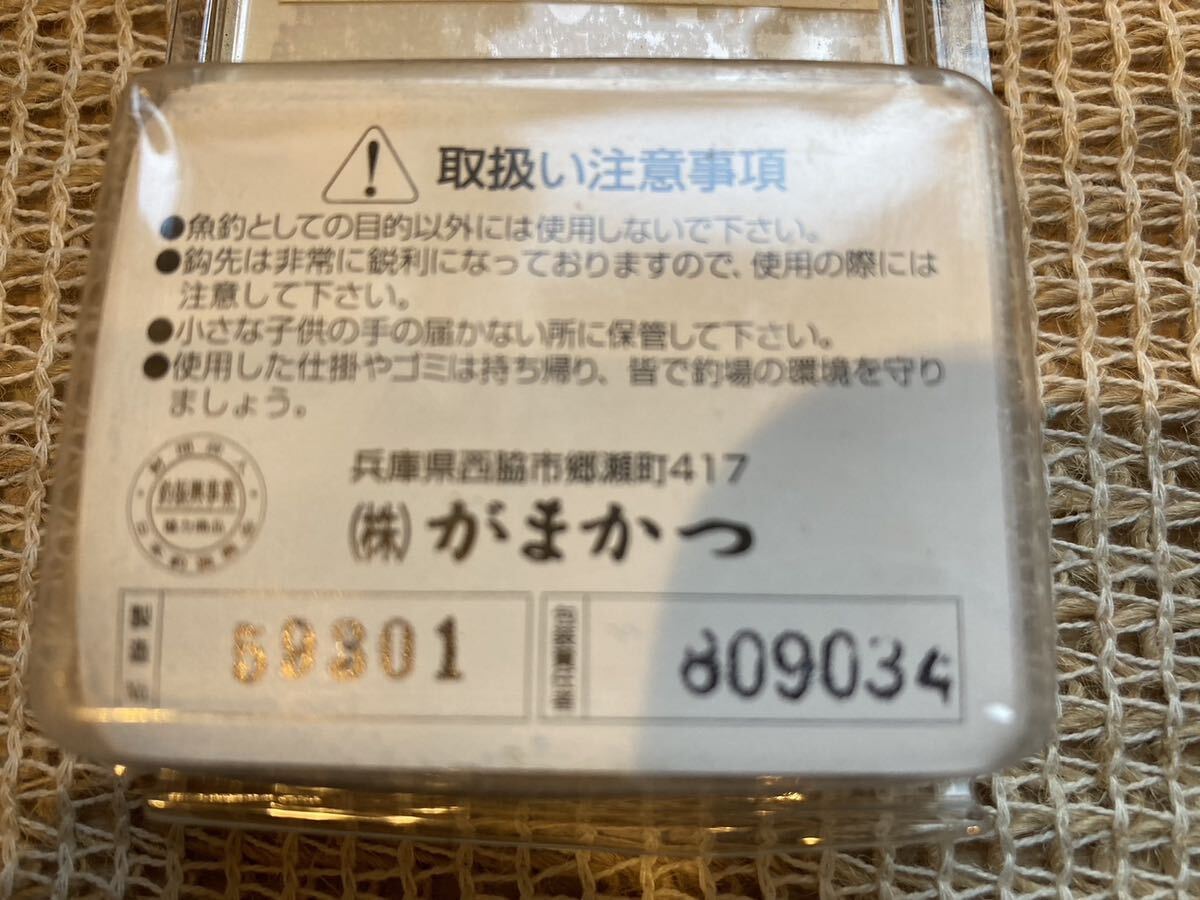 取扱い注意事項
●魚釣としての目的以外には使用しないで下さい。
●鈎先は非常に鋭利になっておりますので、使用の際には
注意して下さい。
●小さな子供の手の届かない所に保管して下さい。
●使用した仕掛やゴミは持ち帰り、皆で釣場の環境を守り
ましょう。
兵庫県西脇市郷瀬町417
(株)がまかつ
製造No 59301
包装責任者 809034